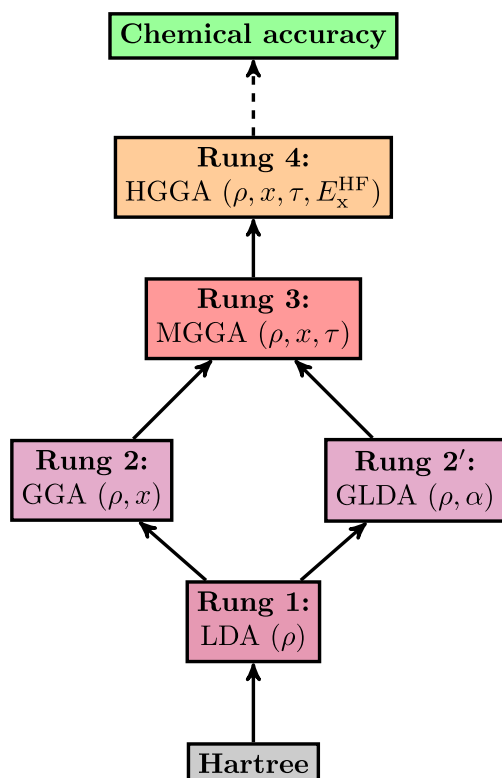 Chemical accuracy
Rung 4:
HGGA (ρ, x, τ, E_x^HF)
Rung 3:
MGGA (ρ, x, τ)
Rung 2:
GGA (ρ, x)
Rung 2′:
GLDA (ρ, α)
Rung 1:
LDA (ρ)
Hartree